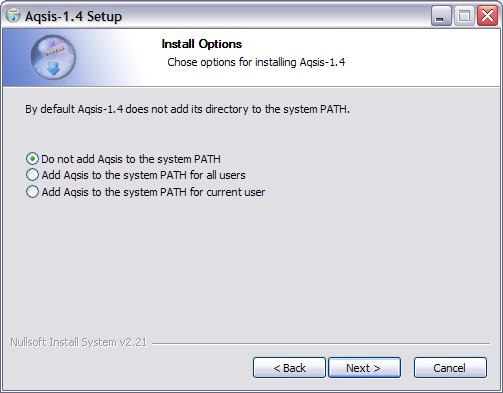 Aqsis-1.4 Setup
Install Options
Chose options for installing Aqsis-1.4
By default Aqsis-1.4 does not add its directory to the system PATH.
Do not add Aqsis to the system PATH
Add Aqsis to the system PATH for all users
Add Aqsis to the system PATH for current user
Nullsoft Install System v2.21
< Back
Next >
Cancel